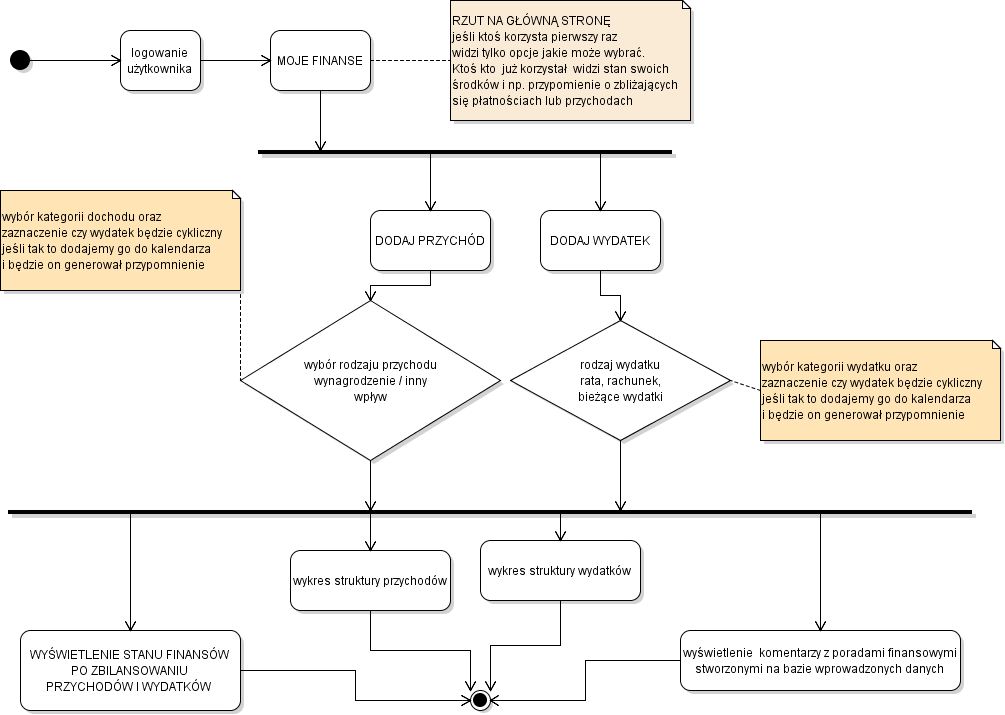 logowanie
użytkownika
MOJE FINANSE
RZUT NA GŁÓWNĄ STRONĘ
jeśli ktoś korzysta pierwszy raz
widzi tylko opcje jakie może wybrać.
Ktoś kto już korzystał widzi stan swoich
środków i np. przypomienie o zbliżających
się płatnościach lub przychodach
wybór kategorii dochodu oraz
zaznaczenie czy wydatek będzie cykliczny
jeśli tak to dodajemy go do kalendarza
i będzie on generował przypomnienie
DODAJ PRZYCHÓD
DODAJ WYDATEK
wybór rodzaju przychodu
wynagrodzenie / inny
wpływ
rodzaj wydatku
rata, rachunek,
bieżące wydatki
wybór kategorii wydatku oraz
zaznaczenie czy wydatek będzie cykliczny
jeśli tak to dodajemy go do kalendarza
i będzie on generował przypomnienie
wykres struktury przychodów
wykres struktury wydatków
WYŚWIETLENIE STANU FINANSÓW
PO ZBILANSOWANIU
PRZYCHODÓW I WYDATKÓW
wyświetlenie komentarzy z poradami finansowymi
stworzonymi na bazie wprowadzonych danych